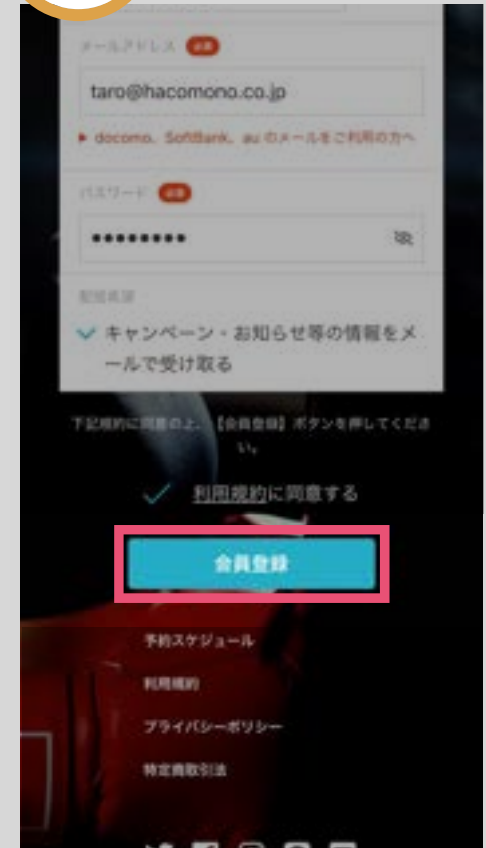 メールアドレス 必須
taro@hacomono.co.jp
▶ docomo、SoftBank、au のメールをご利用の方へ
パスワード 必須
••••••••
配信希望
キャンペーン・お知らせ等の情報をメ
ールで受け取る
下記規約に同意の上、【会員登録】ボタンを押してくださ
い。
利用規約に同意する
会員登録
予約スケジュール
利用規約
プライバシーポリシー
特定商取引法